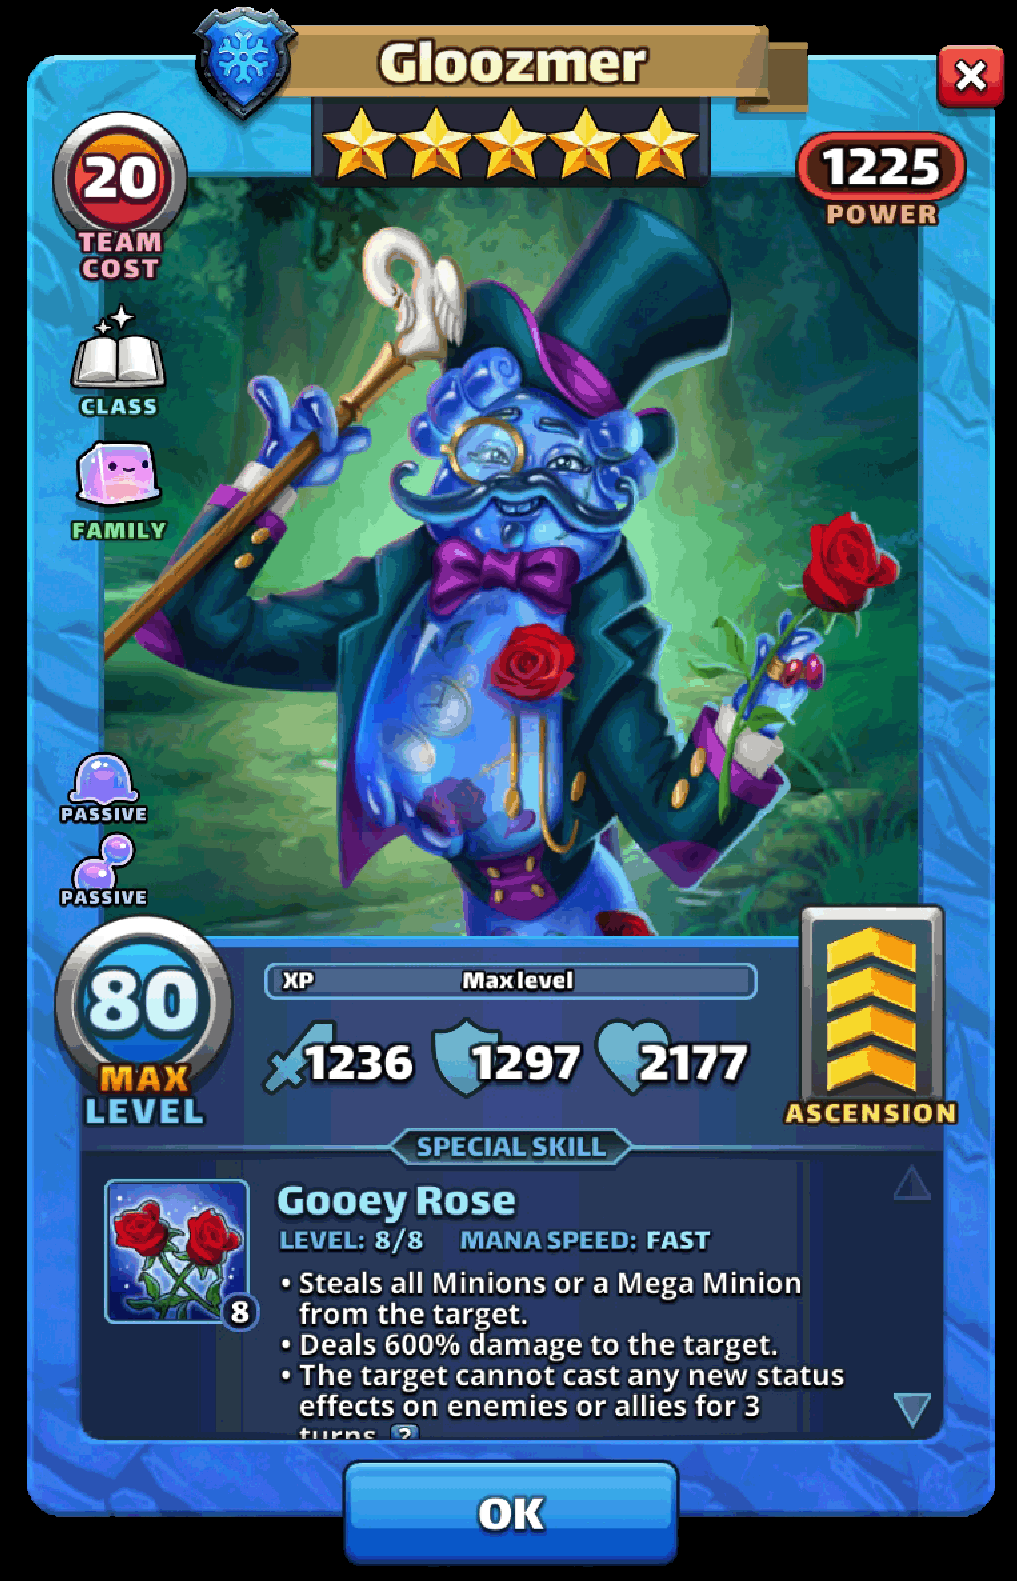 Gloozmer
20
TEAM
COST
1225
POWER
CLASS
FAMILY
PASSIVE
PASSIVE
80
MAX
LEVEL
XP Max level
1236 1297 2177
ASCENSION
SPECIAL SKILL
Gooey Rose
LEVEL: 8/8 MANA SPEED: FAST
8
• Steals all Minions or a Mega Minion
from the target.
• Deals 600% damage to the target.
• The target cannot cast any new status
effects on enemies or allies for 3
turns. ?
OK